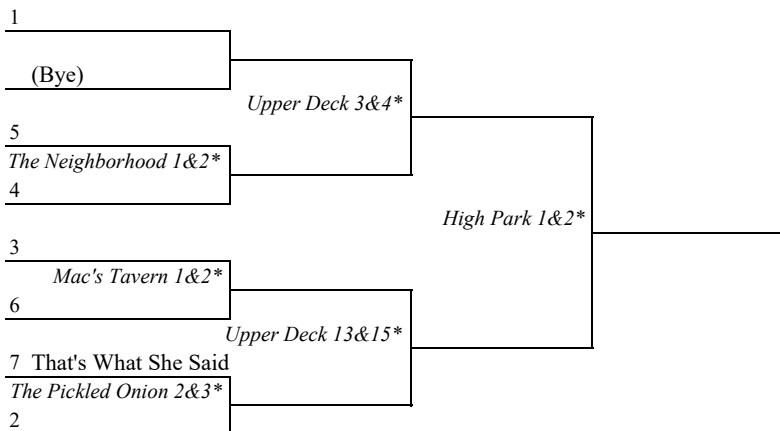 1
(Bye)
Upper Deck 3&4*
5
The Neighborhood 1&2*
4
High Park 1&2*
3
Mac's Tavern 1&2*
6
Upper Deck 13&15*
7 That's What She Said
The Pickled Onion 2&3*
2